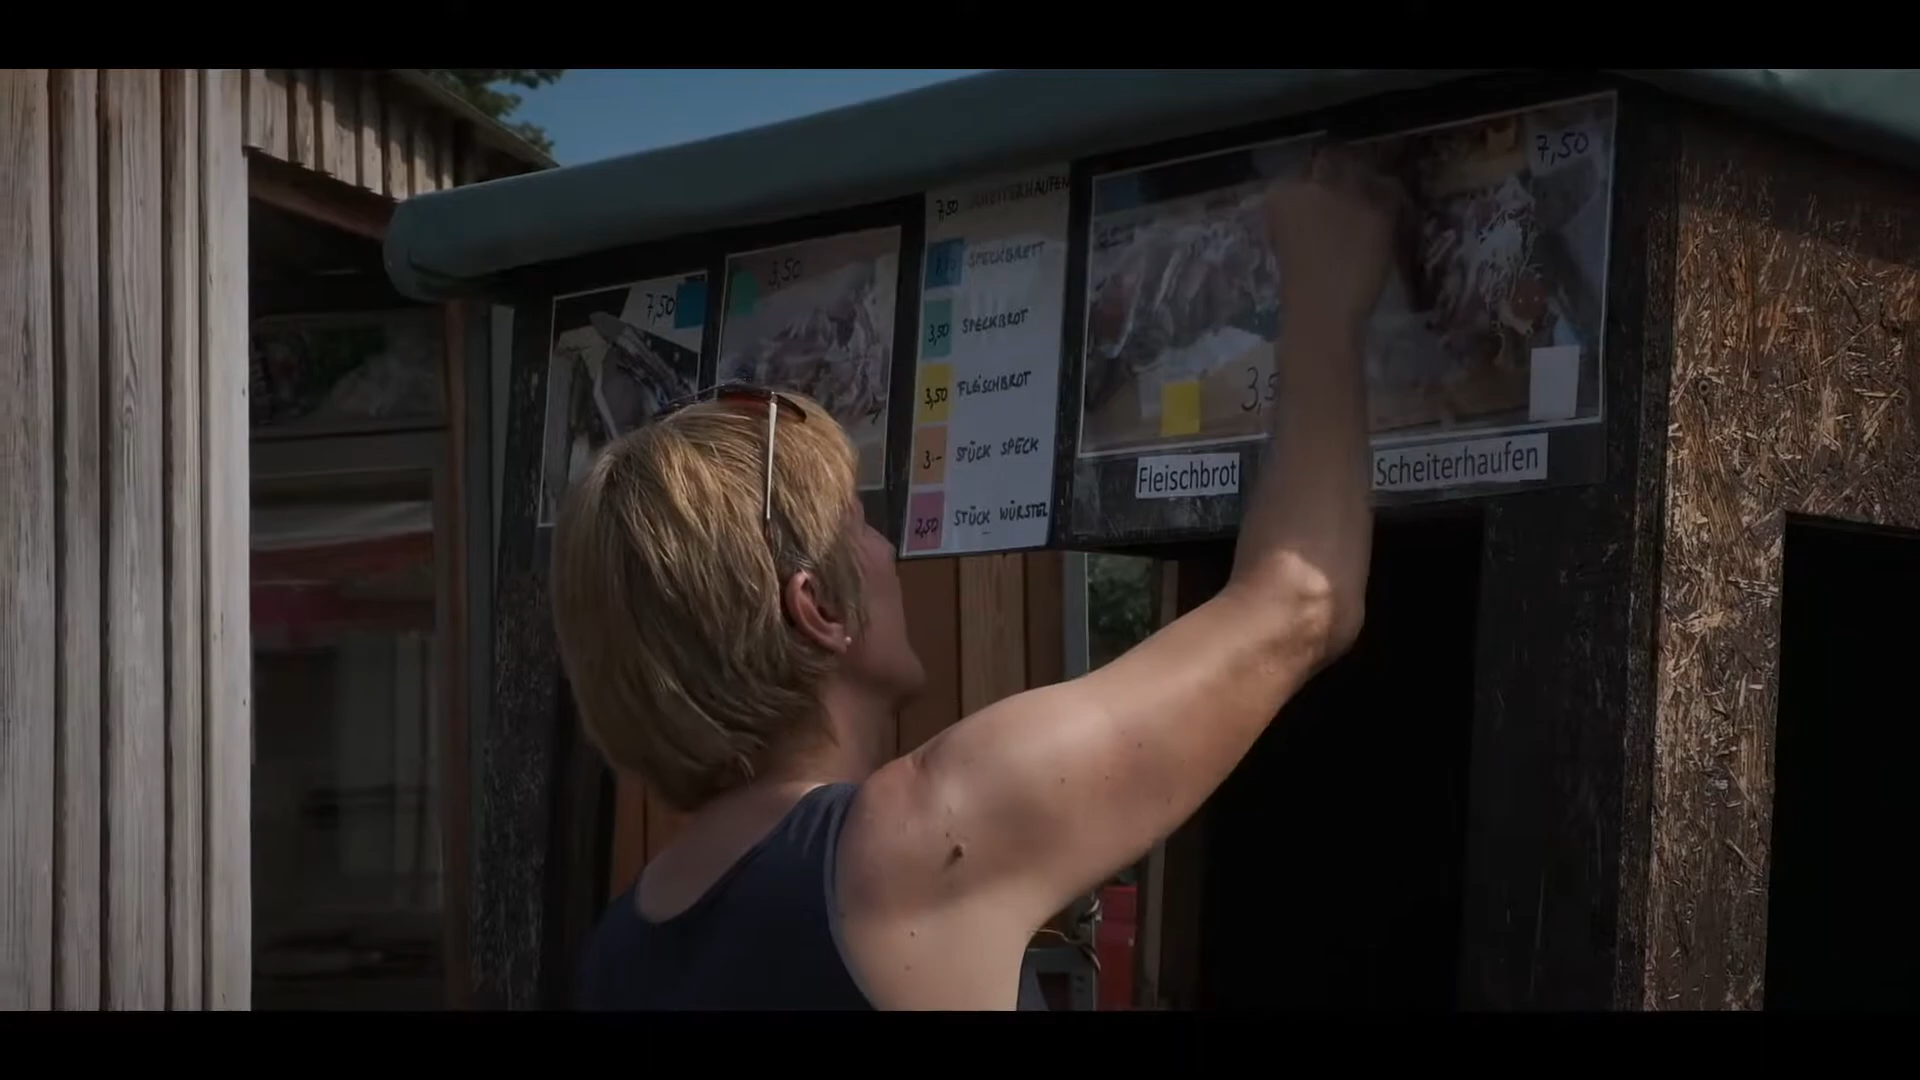 7,50
3,50
7,50 SCHEITERHAUFEN
SPECKBRETT
3,50 SPECKBROT
3,50 FLEISCHBROT
3.- STÜCK SPECK
2,50 STÜCK WÜRSTEL
7,50
Fleischbrot
Scheiterhaufen